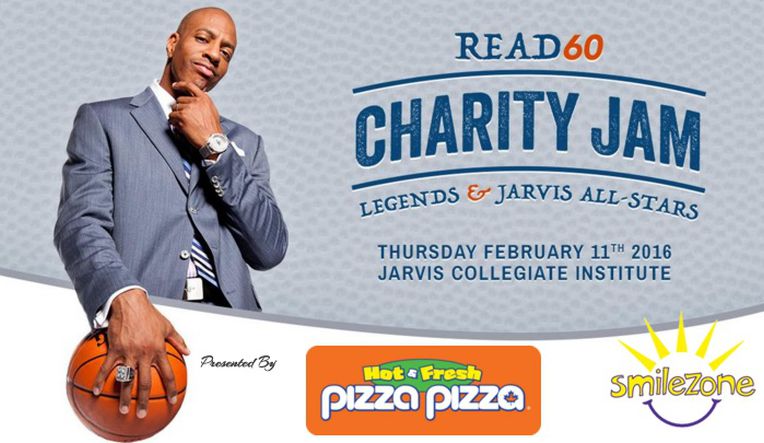 READ60
CHARITY JAM
LEGENDS & JARVIS ALL-STARS
THURSDAY FEBRUARY 11TH 2016
JARVIS COLLEGIATE INSTITUTE
Presented By
Hot & Fresh
pizza pizza
smilezone